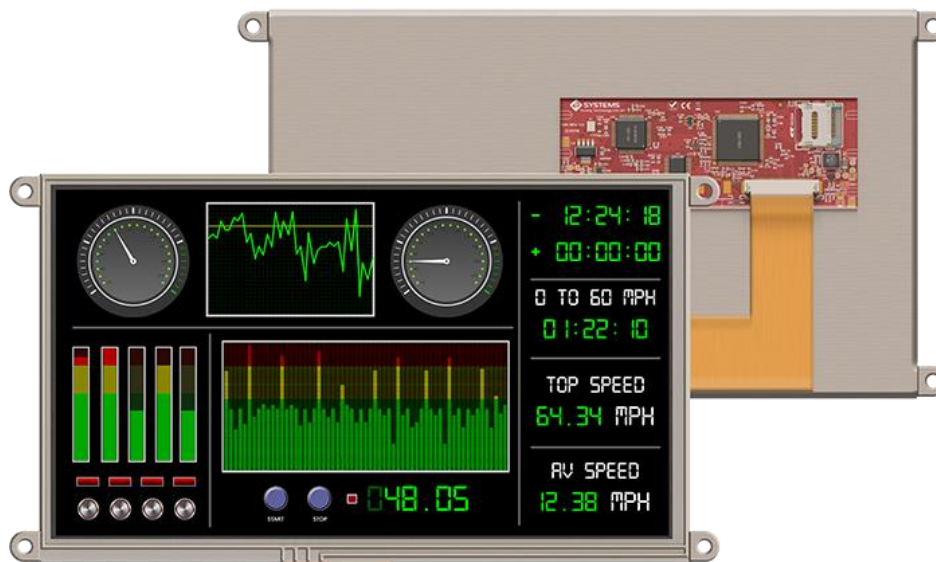 SYSTEMS
- 12:24:18
+ 00:00:00
0 TO 60 MPH
01:22:10
TOP SPEED
64.34 MPH
AV SPEED
12.38 MPH
48.05
START
STOP